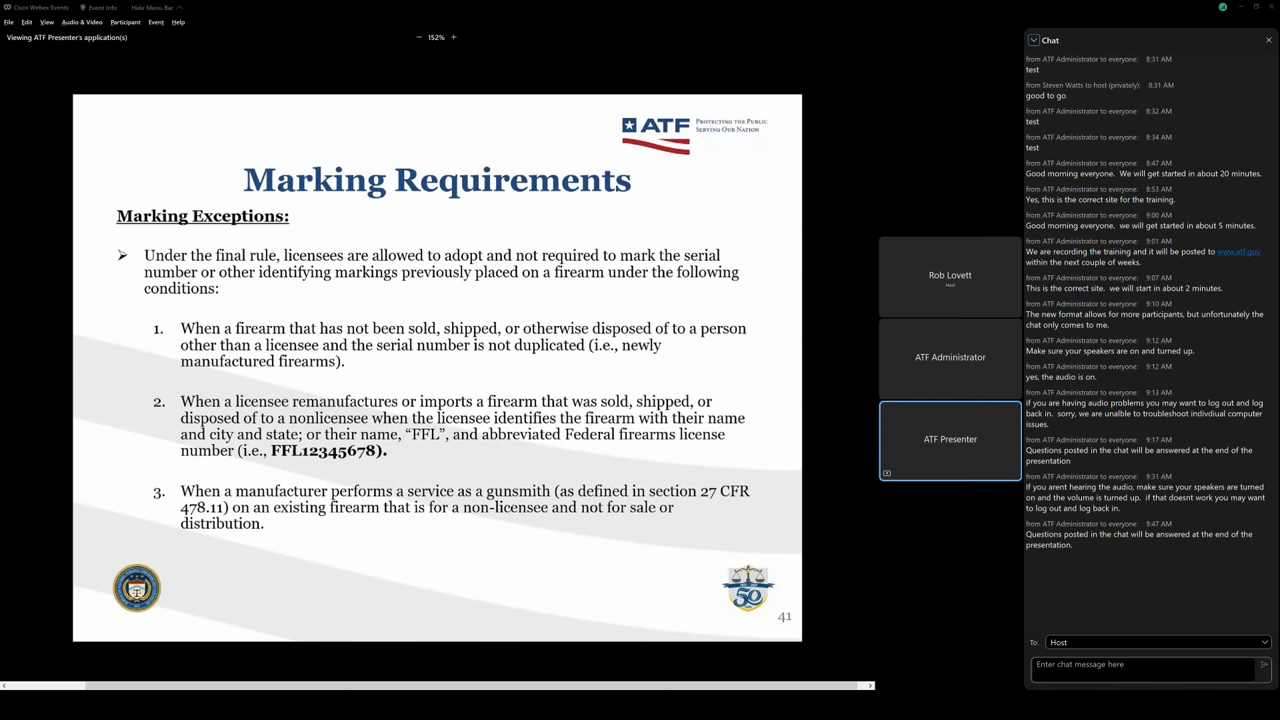 Cisco Webex Events
Event Info
Hide Menu Bar
File Edit View Audio & Video Participant Event Help
Viewing ATF Presenter's application(s)
152%
ATF
PROTECTING THE PUBLIC
SERVING OUR NATION
Marking Requirements
Marking Exceptions:
Under the final rule, licensees are allowed to adopt and not required to mark the serial
number or other identifying markings previously placed on a firearm under the following
conditions:
1. When a firearm that has not been sold, shipped, or otherwise disposed of to a person
other than a licensee and the serial number is not duplicated (i.e., newly
manufactured firearms).
2. When a licensee remanufactures or imports a firearm that was sold, shipped, or
disposed of to a nonlicensee when the licensee identifies the firearm with their name
and city and state; or their name, “FFL”, and abbreviated Federal firearms license
number (i.e., FFL12345678).
3. When a manufacturer performs a service as a gunsmith (as defined in section 27 CFR
478.11) on an existing firearm that is for a non-licensee and not for sale or
distribution.
50
41
Rob Lovett
Host
ATF Administrator
ATF Presenter
Chat
from ATF Administrator to everyone: 8:31 AM
test
from Steven Watts to host (privately): 8:31 AM
good to go
from ATF Administrator to everyone: 8:32 AM
test
from ATF Administrator to everyone: 8:34 AM
test
from ATF Administrator to everyone: 8:47 AM
Good morning everyone. We will get started in about 20 minutes.
from ATF Administrator to everyone: 8:53 AM
Yes, this is the correct site for the training.
from ATF Administrator to everyone: 9:00 AM
Good morning everyone. we will get started in about 5 minutes.
from ATF Administrator to everyone: 9:01 AM
We are recording the training and it will be posted to www.atf.gov
within the next couple of weeks.
from ATF Administrator to everyone: 9:07 AM
This is the correct site. we will start in about 2 minutes.
from ATF Administrator to everyone: 9:10 AM
The new format allows for more participants, but unfortunately the
chat only comes to me.
from ATF Administrator to everyone: 9:12 AM
Make sure your speakers are on and turned up.
from ATF Administrator to everyone: 9:12 AM
yes, the audio is on.
from ATF Administrator to everyone: 9:13 AM
if you are having audio problems you may want to log out and log
back in. sorry, we are unalble to troubleshoot indivdiual computer
issues.
from ATF Administrator to everyone: 9:17 AM
Questions posted in the chat will be answered at the end of the
presentation
from ATF Administrator to everyone: 9:31 AM
If you arent hearing the audio, make sure your speakers are turned
on and the volume is turned up. if that doesnt work you may want
to log out and log back in.
from ATF Administrator to everyone: 9:47 AM
Questions posted in the chat will be answered at the end of the
presentation.
To: Host
Enter chat message here